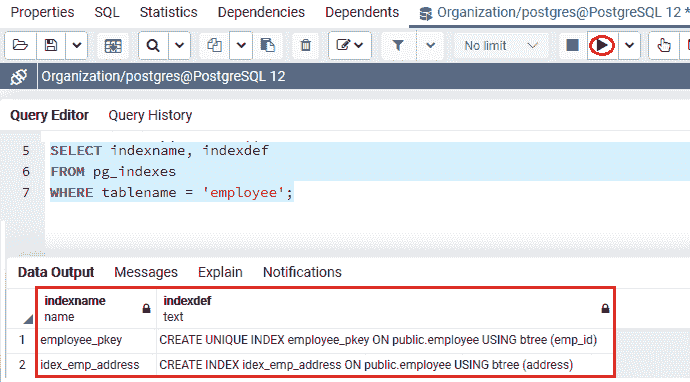 Properties SQL Statistics Dependencies Dependents Organization/postgres@PostgreSQL 12 *
No limit
Organization/postgres@PostgreSQL 12
Query Editor Query History
5 SELECT indexname, indexdef
6 FROM pg_indexes
7 WHERE tablename = 'employee';
Data Output Messages Explain Notifications
indexname indexdef
name text
1 employee_pkey CREATE UNIQUE INDEX employee_pkey ON public.employee USING btree (emp_id)
2 idex_emp_address CREATE INDEX idex_emp_address ON public.employee USING btree (address)